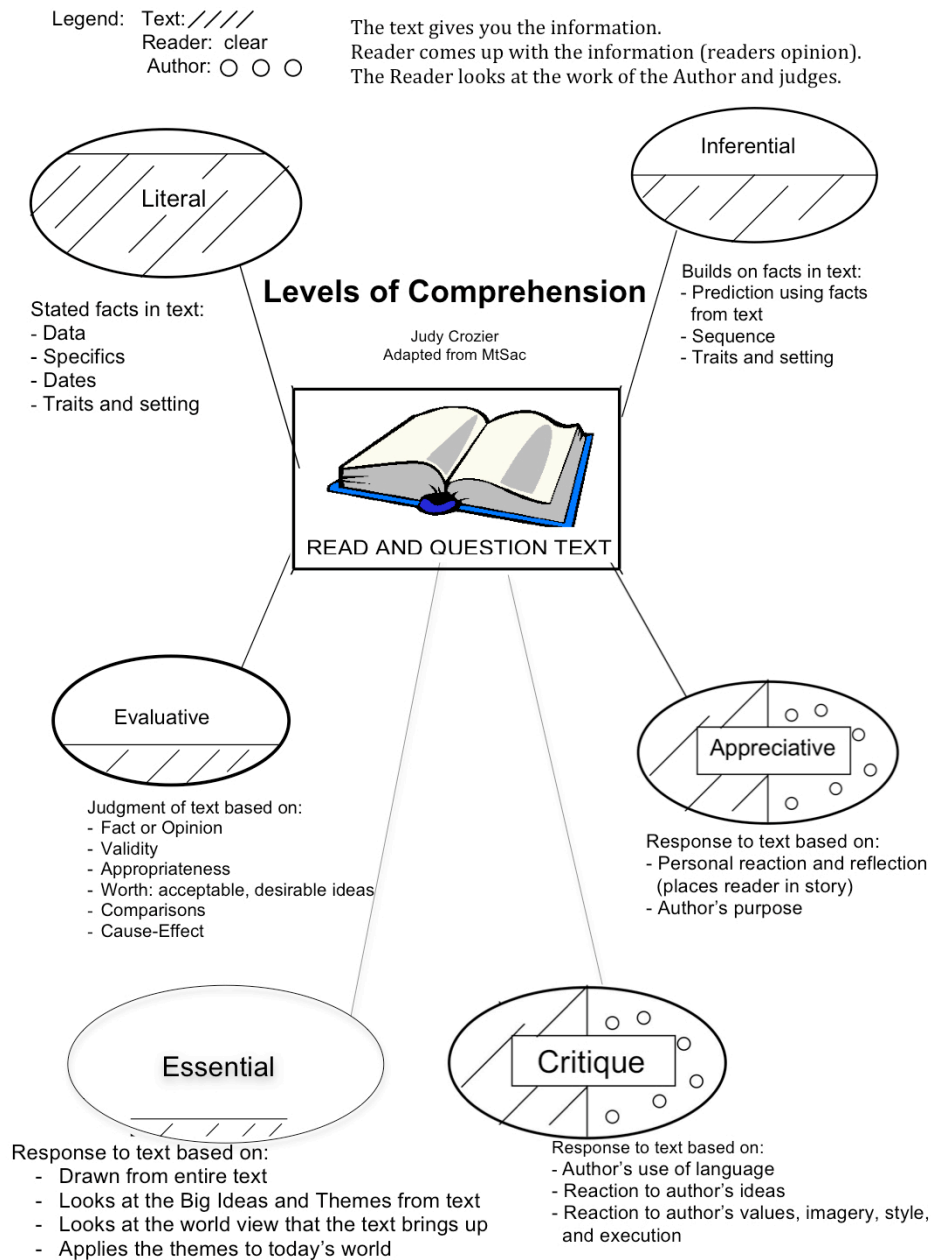 Legend: Text:
Reader: clear
Author:
The text gives you the information.
Reader comes up with the information (readers opinion).
The Reader looks at the work of the Author and judges.
Literal
Stated facts in text:
- Data
- Specifics
- Dates
- Traits and setting
Inferential
Builds on facts in text:
- Prediction using facts
from text
- Sequence
- Traits and setting
Levels of Comprehension
Judy Crozier
Adapted from MtSac
READ AND QUESTION TEXT
Evaluative
Judgment of text based on:
- Fact or Opinion
- Validity
- Appropriateness
- Worth: acceptable, desirable ideas
- Comparisons
- Cause-Effect
Appreciative
Response to text based on:
- Personal reaction and reflection
(places reader in story)
- Author's purpose
Essential
Response to text based on:
- Drawn from entire text
- Looks at the Big Ideas and Themes from text
- Looks at the world view that the text brings up
- Applies the themes to today's world
Critique
Response to text based on:
- Author's use of language
- Reaction to author's ideas
- Reaction to author's values, imagery, style,
and execution